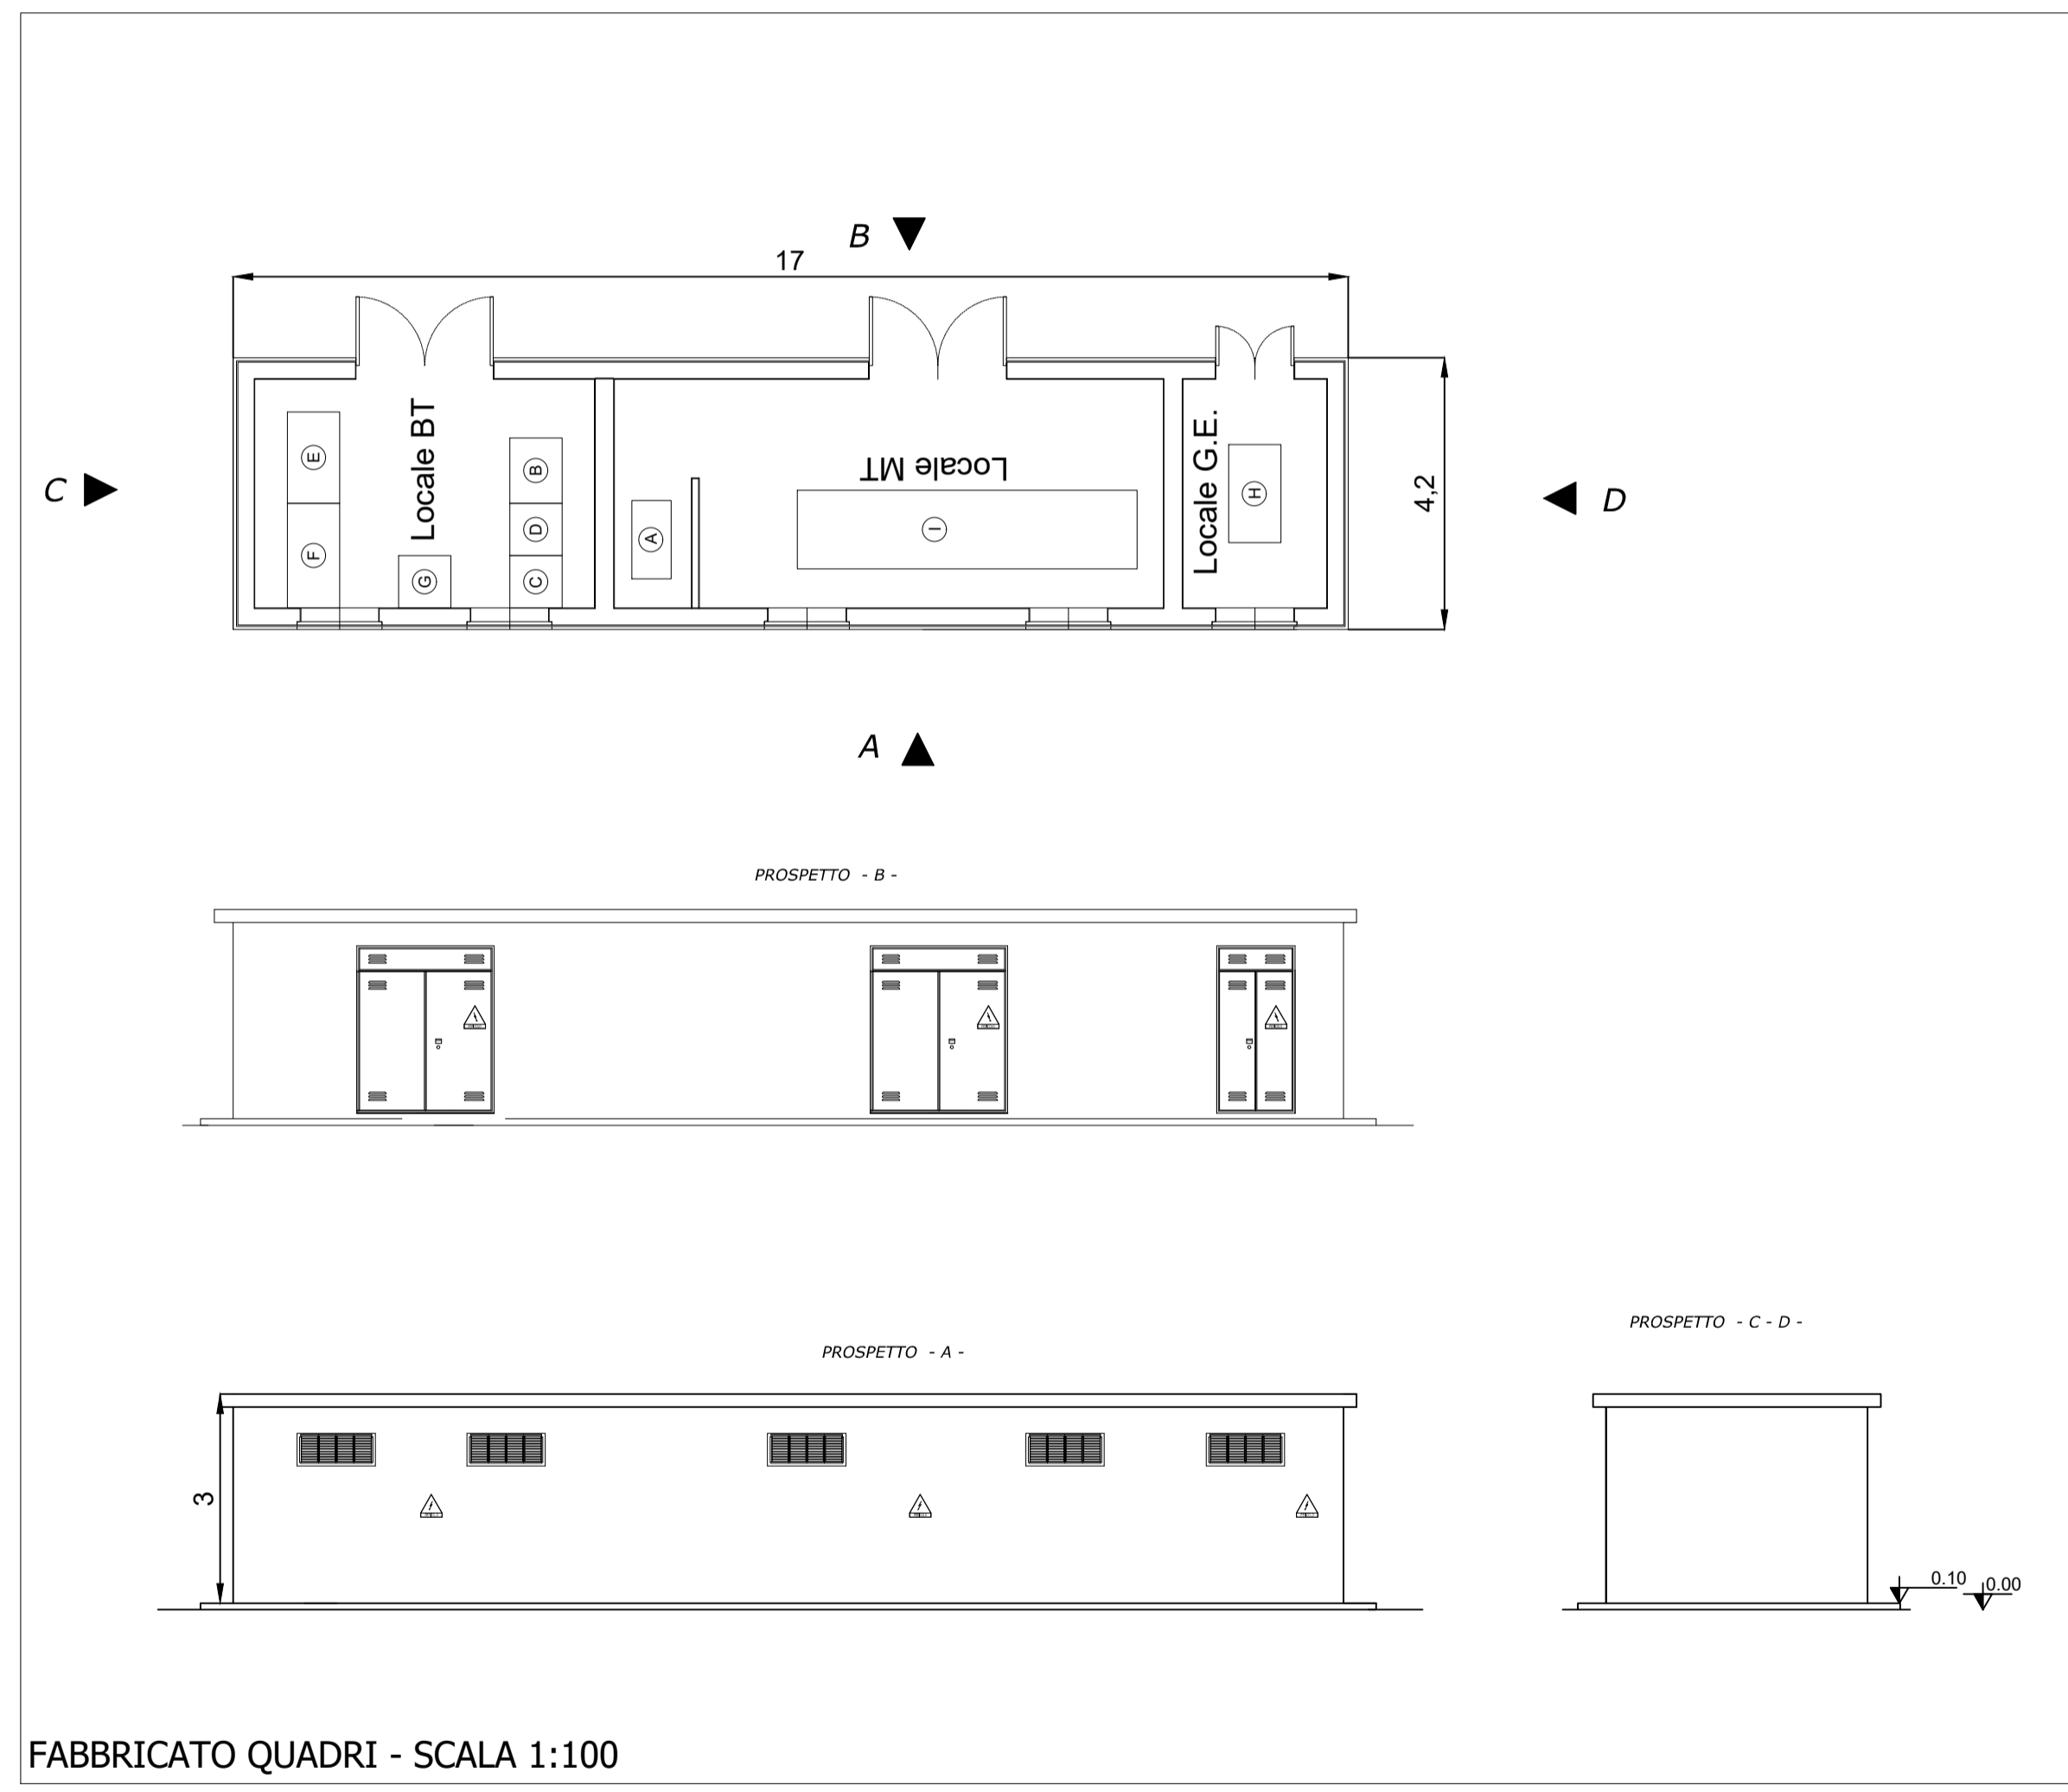 B
17
C
E
F
Locale BT
G
B
D
C
A
Locale MT
I
Locale G.E.
H
4,2
D
A
PROSPETTO - B -
PROSPETTO - A -
PROSPETTO - C - D -
3
0.10
0.00
FABBRICATO QUADRI - SCALA 1:100